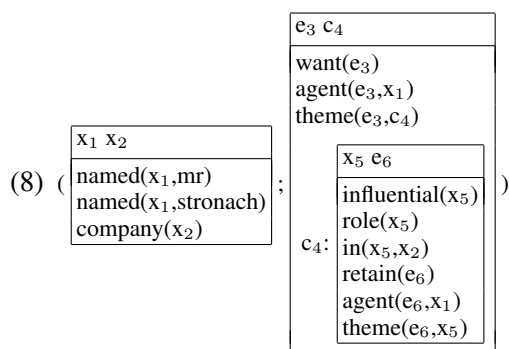 (8) ( x₁ x₂
named(x₁,mr)
named(x₁,stronach)
company(x₂)
;
e₃ c₄
want(e₃)
agent(e₃,x₁)
theme(e₃,c₄)
c₄:
x₅ e₆
influential(x₅)
role(x₅)
in(x₅,x₂)
retain(e₆)
agent(e₆,x₁)
theme(e₆,x₅)
)